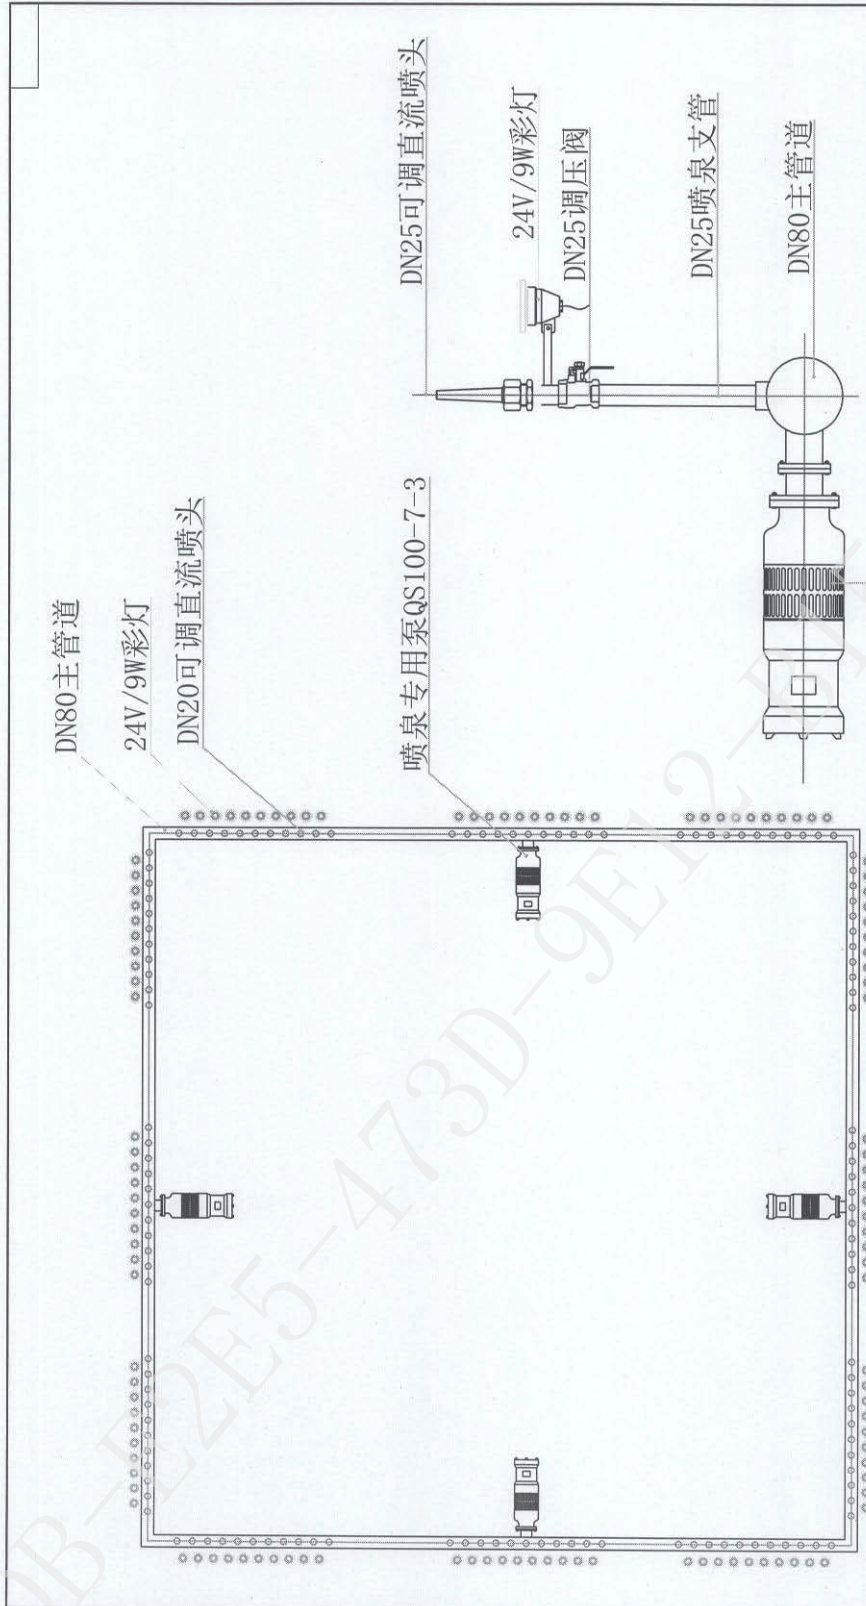 DN80主管道
24V/9W彩灯
DN20可调直流喷头
喷泉专用泵QS100-7-3
DN25可调直流喷头
24V/9W彩灯
DN25调压阀
DN25喷泉支管
DN80主管道
E2E5-473D-9E12-B